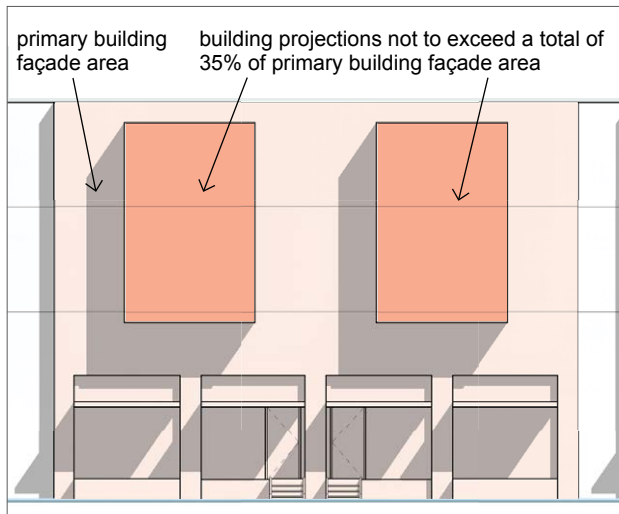 primary building
façade area
building projections not to exceed a total of
35% of primary building façade area